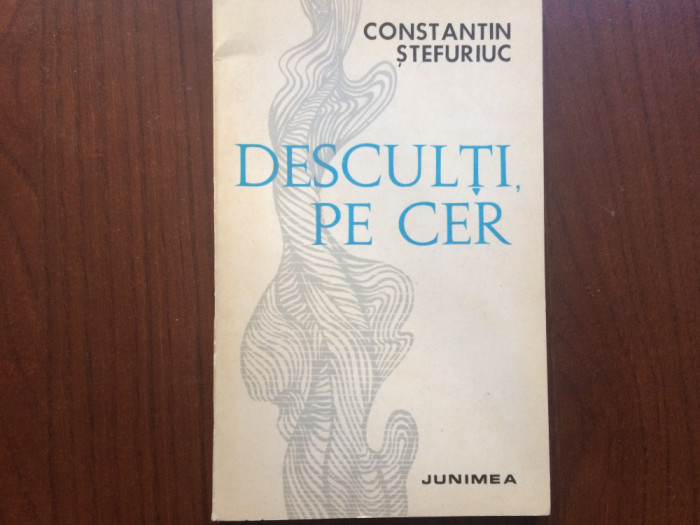 CONSTANTIN
ȘTEFURIUC
DESCULȚI,
PE CER
JUNIMEA